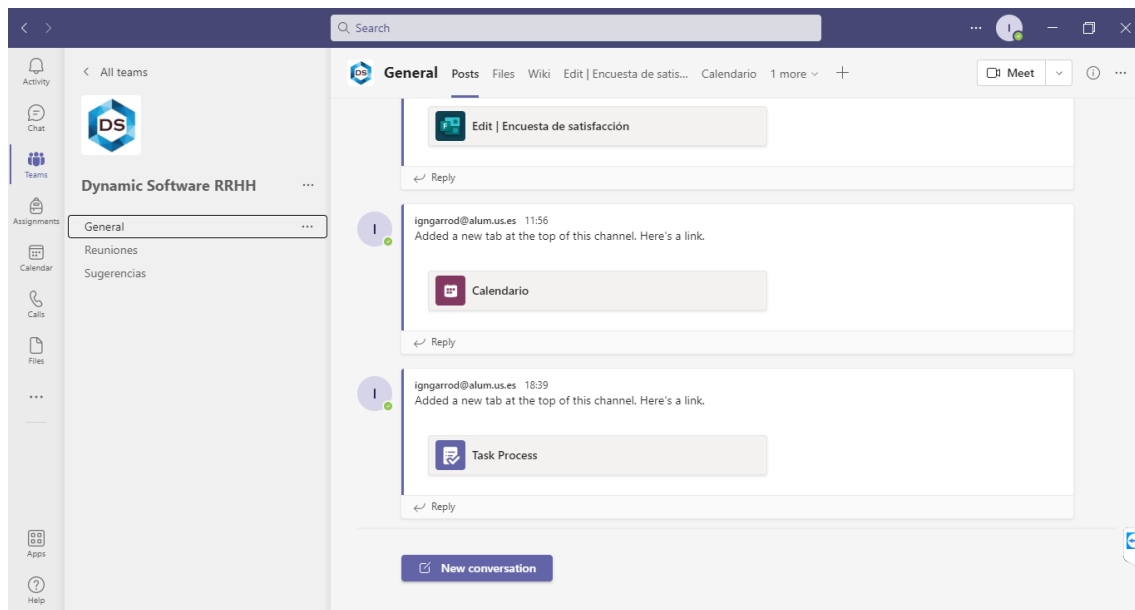 Search
Activity
Chat
Teams
Assignments
Calendar
Calls
Files
Apps
Help
All teams
DS
Dynamic Software RRHH
General
Reuniones
Sugerencias
DS General Posts Files Wiki Edit | Encuesta de satis... Calendario 1 more Meet
Edit | Encuesta de satisfacción
Reply
I
igngarrod@alum.us.es 11:56
Added a new tab at the top of this channel. Here's a link.
Calendario
Reply
I
igngarrod@alum.us.es 18:39
Added a new tab at the top of this channel. Here's a link.
Task Process
Reply
New conversation